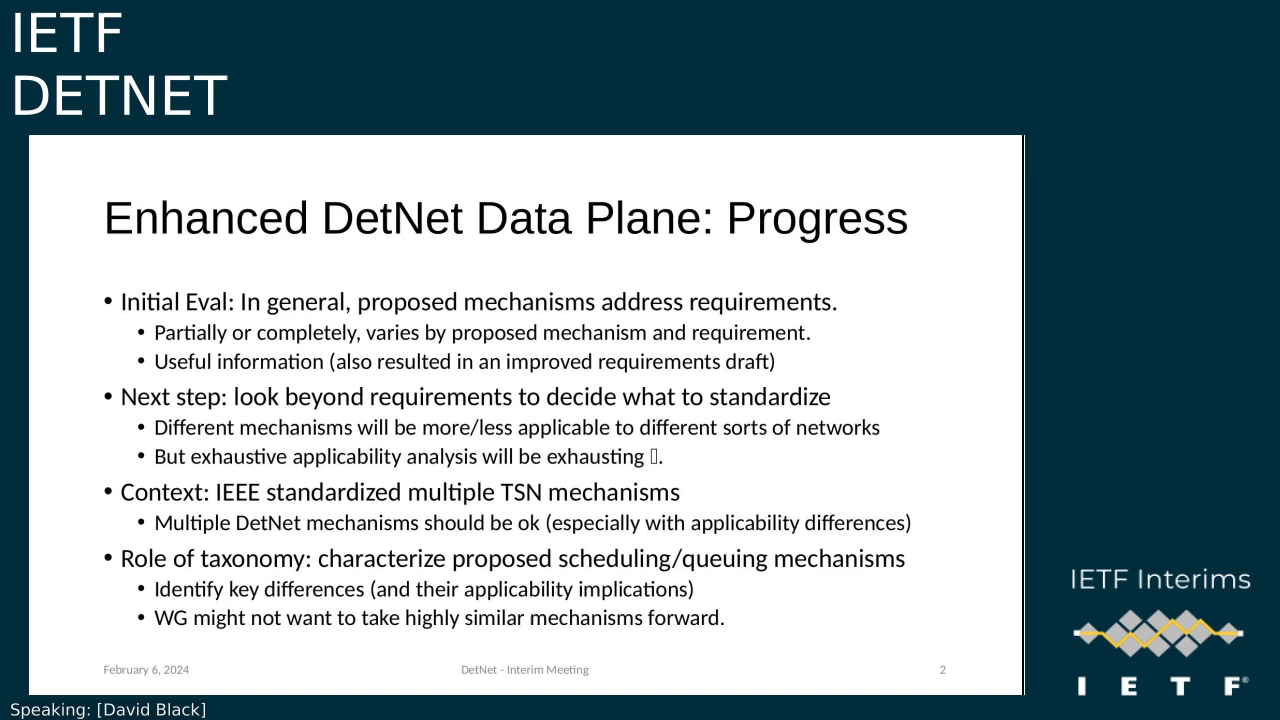 IETF
DETNET
Enhanced DetNet Data Plane: Progress
• Initial Eval: In general, proposed mechanisms address requirements.
• Partially or completely, varies by proposed mechanism and requirement.
• Useful information (also resulted in an improved requirements draft)
• Next step: look beyond requirements to decide what to standardize
• Different mechanisms will be more/less applicable to different sorts of networks
• But exhaustive applicability analysis will be exhausting .
• Context: IEEE standardized multiple TSN mechanisms
• Multiple DetNet mechanisms should be ok (especially with applicability differences)
• Role of taxonomy: characterize proposed scheduling/queuing mechanisms
• Identify key differences (and their applicability implications)
• WG might not want to take highly similar mechanisms forward.
February 6, 2024 DetNet - Interim Meeting 2
IETF Interims
I E T F®
Speaking: [David Black]